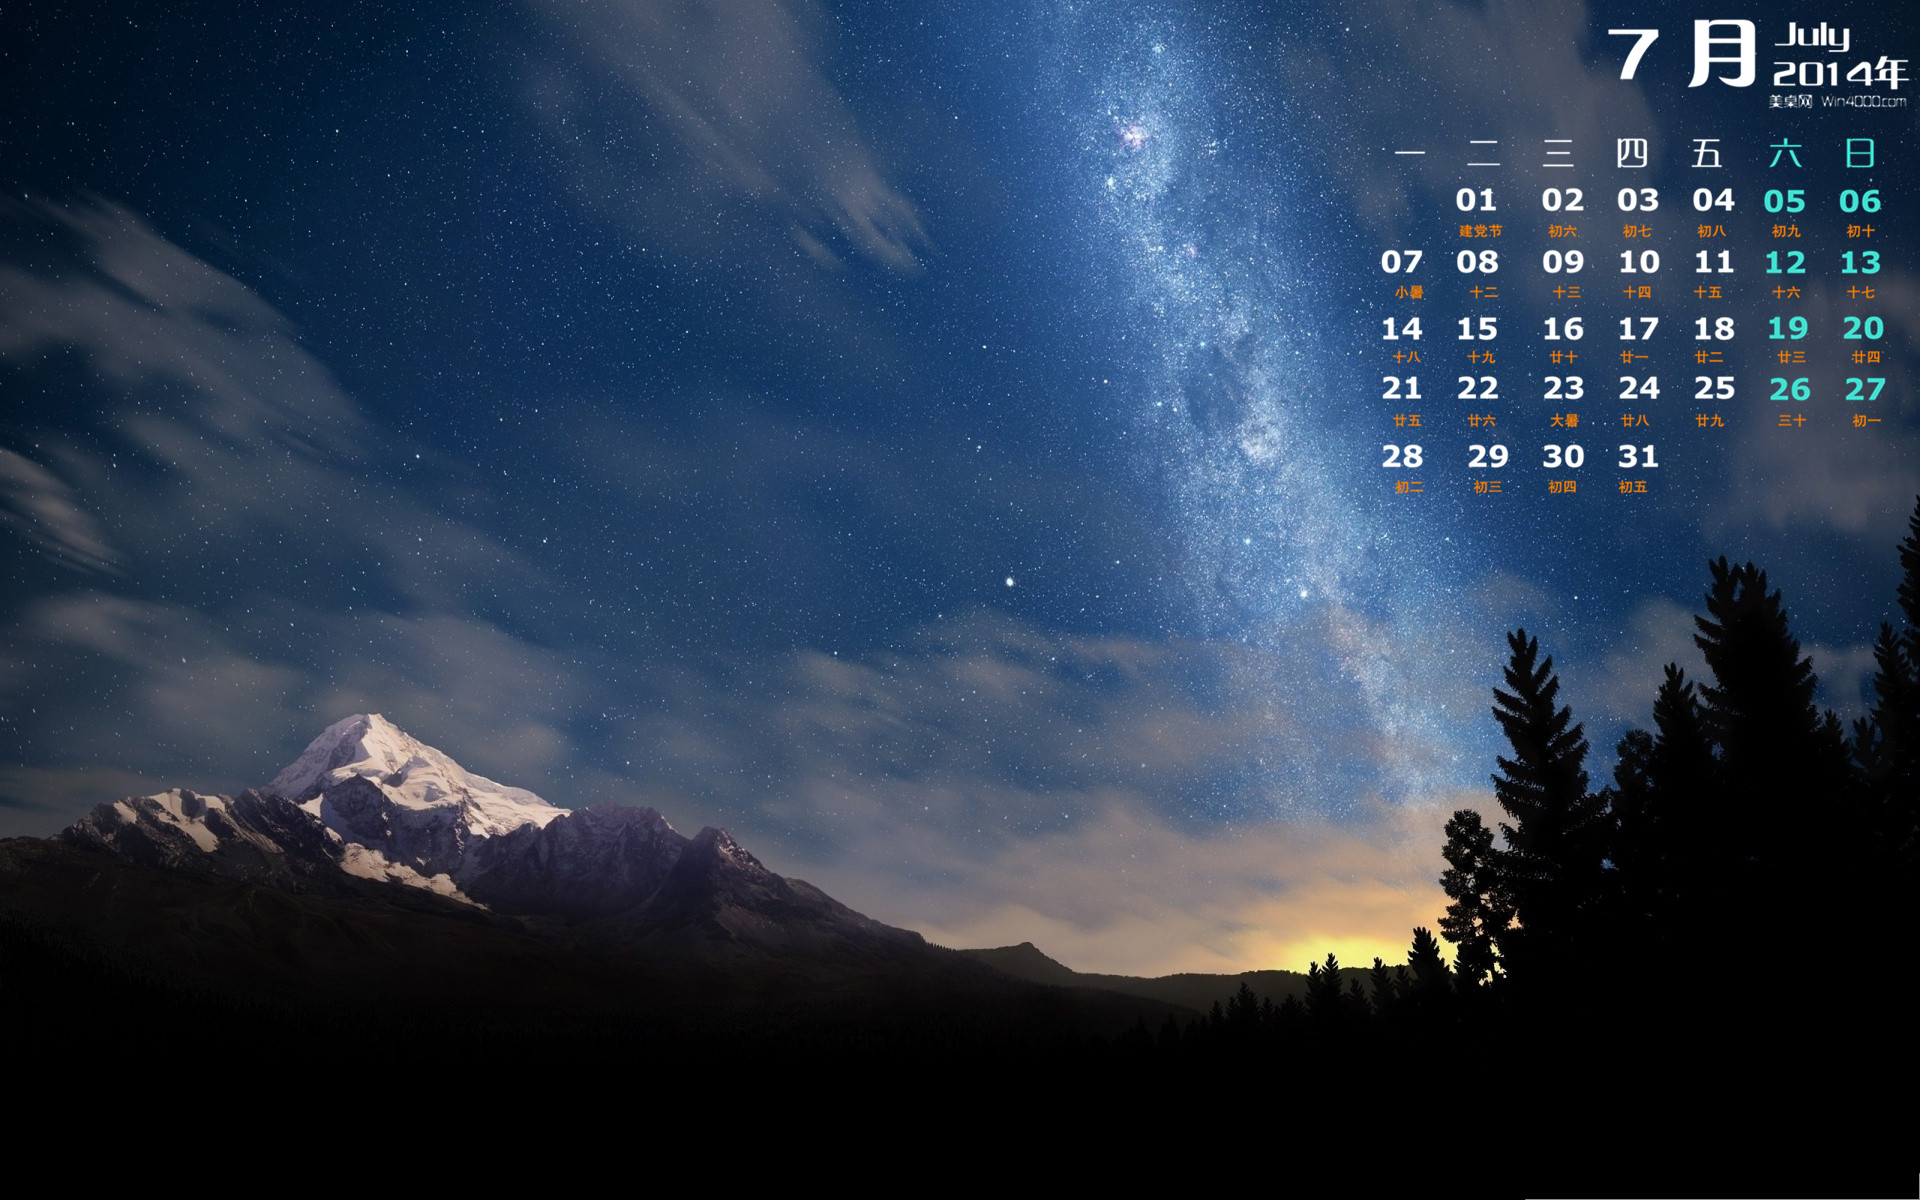 7 月 July
2014年
美桌网 Win4000.com
一 二 三 四 五 六 日
01 02 03 04 05 06
建党节 初六 初七 初八 初九 初十
07 08 09 10 11 12 13
小暑 十二 十三 十四 十五 十六 十七
14 15 16 17 18 19 20
十八 十九 廿十 廿一 廿二 廿三 廿四
21 22 23 24 25 26 27
廿五 廿六 大暑 廿八 廿九 三十 初一
28 29 30 31
初二 初三 初四 初五